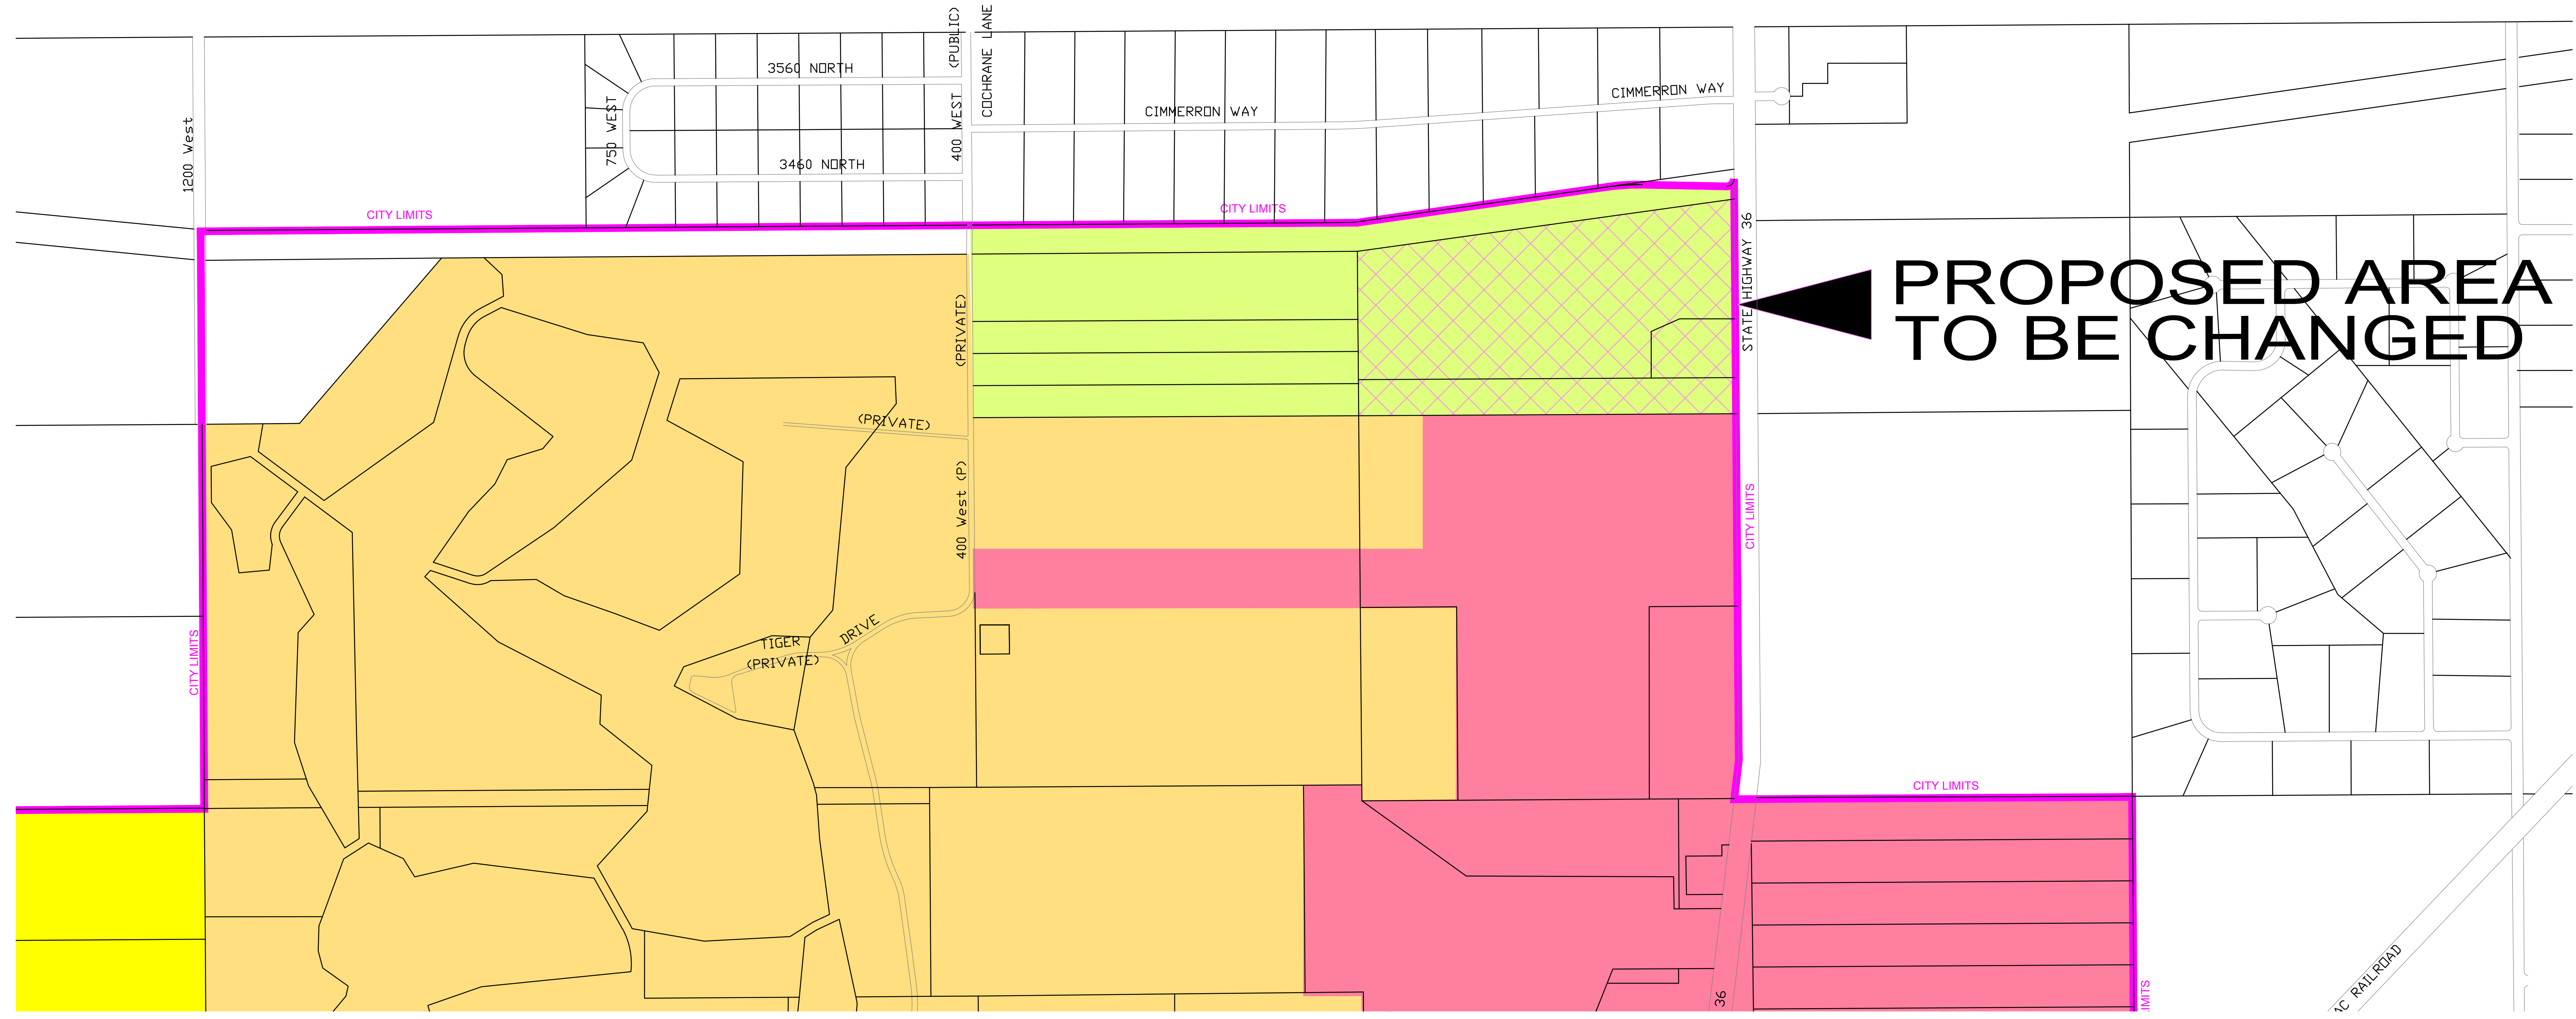 (PUBLIC)
COCHRANE LANE
3560 NORTH
CIMMERRON WAY
CIMMERRON WAY
1200 West
750 WEST
400 WEST
3460 NORTH
CITY LIMITS
CITY LIMITS
STATE HIGHWAY 36
PROPOSED AREA
TO BE CHANGED
(PRIVATE)
(PRIVATE)
400 West (P)
CITY LIMITS
TIGER
DRIVE
(PRIVATE)
CITY LIMITS
CITY LIMITS
36
RAILROAD
LIMITS